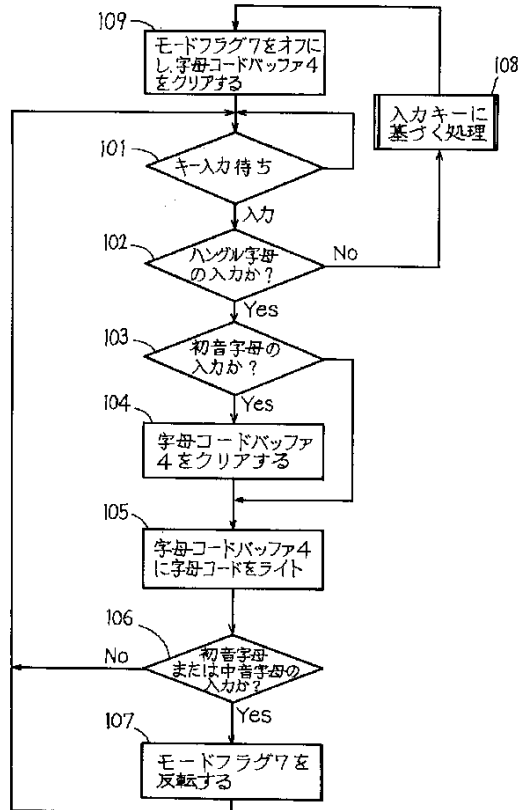 109
モードフラグ7をオフに
し、字母コードバッファ4
をクリアする
108
入力キーに
基づく処理
101
キー入力待ち
入力
102
ハングル字母
の入力か?
No
Yes
103
初音字母の
入力か?
Yes
104
字母コードバッファ
4をクリアする
105
字母コードバッファ4
に字母コードをライト
106
初音字母
または中音字母の
入力か?
No
Yes
107
モードフラグ7を
反転する